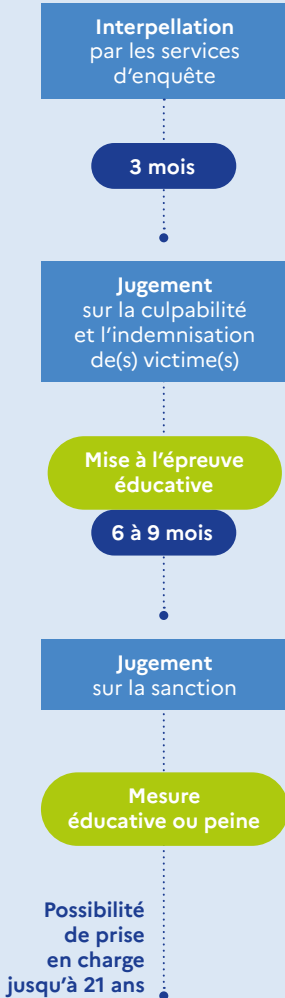 Interpellation
par les services
d’enquête
3 mois
Jugement
sur la culpabilité
et l’indemnisation
de(s) victime(s)
Mise à l’épreuve
éducative
6 à 9 mois
Jugement
sur la sanction
Mesure
éducative ou peine
Possibilité
de prise
en charge
jusqu’à 21 ans